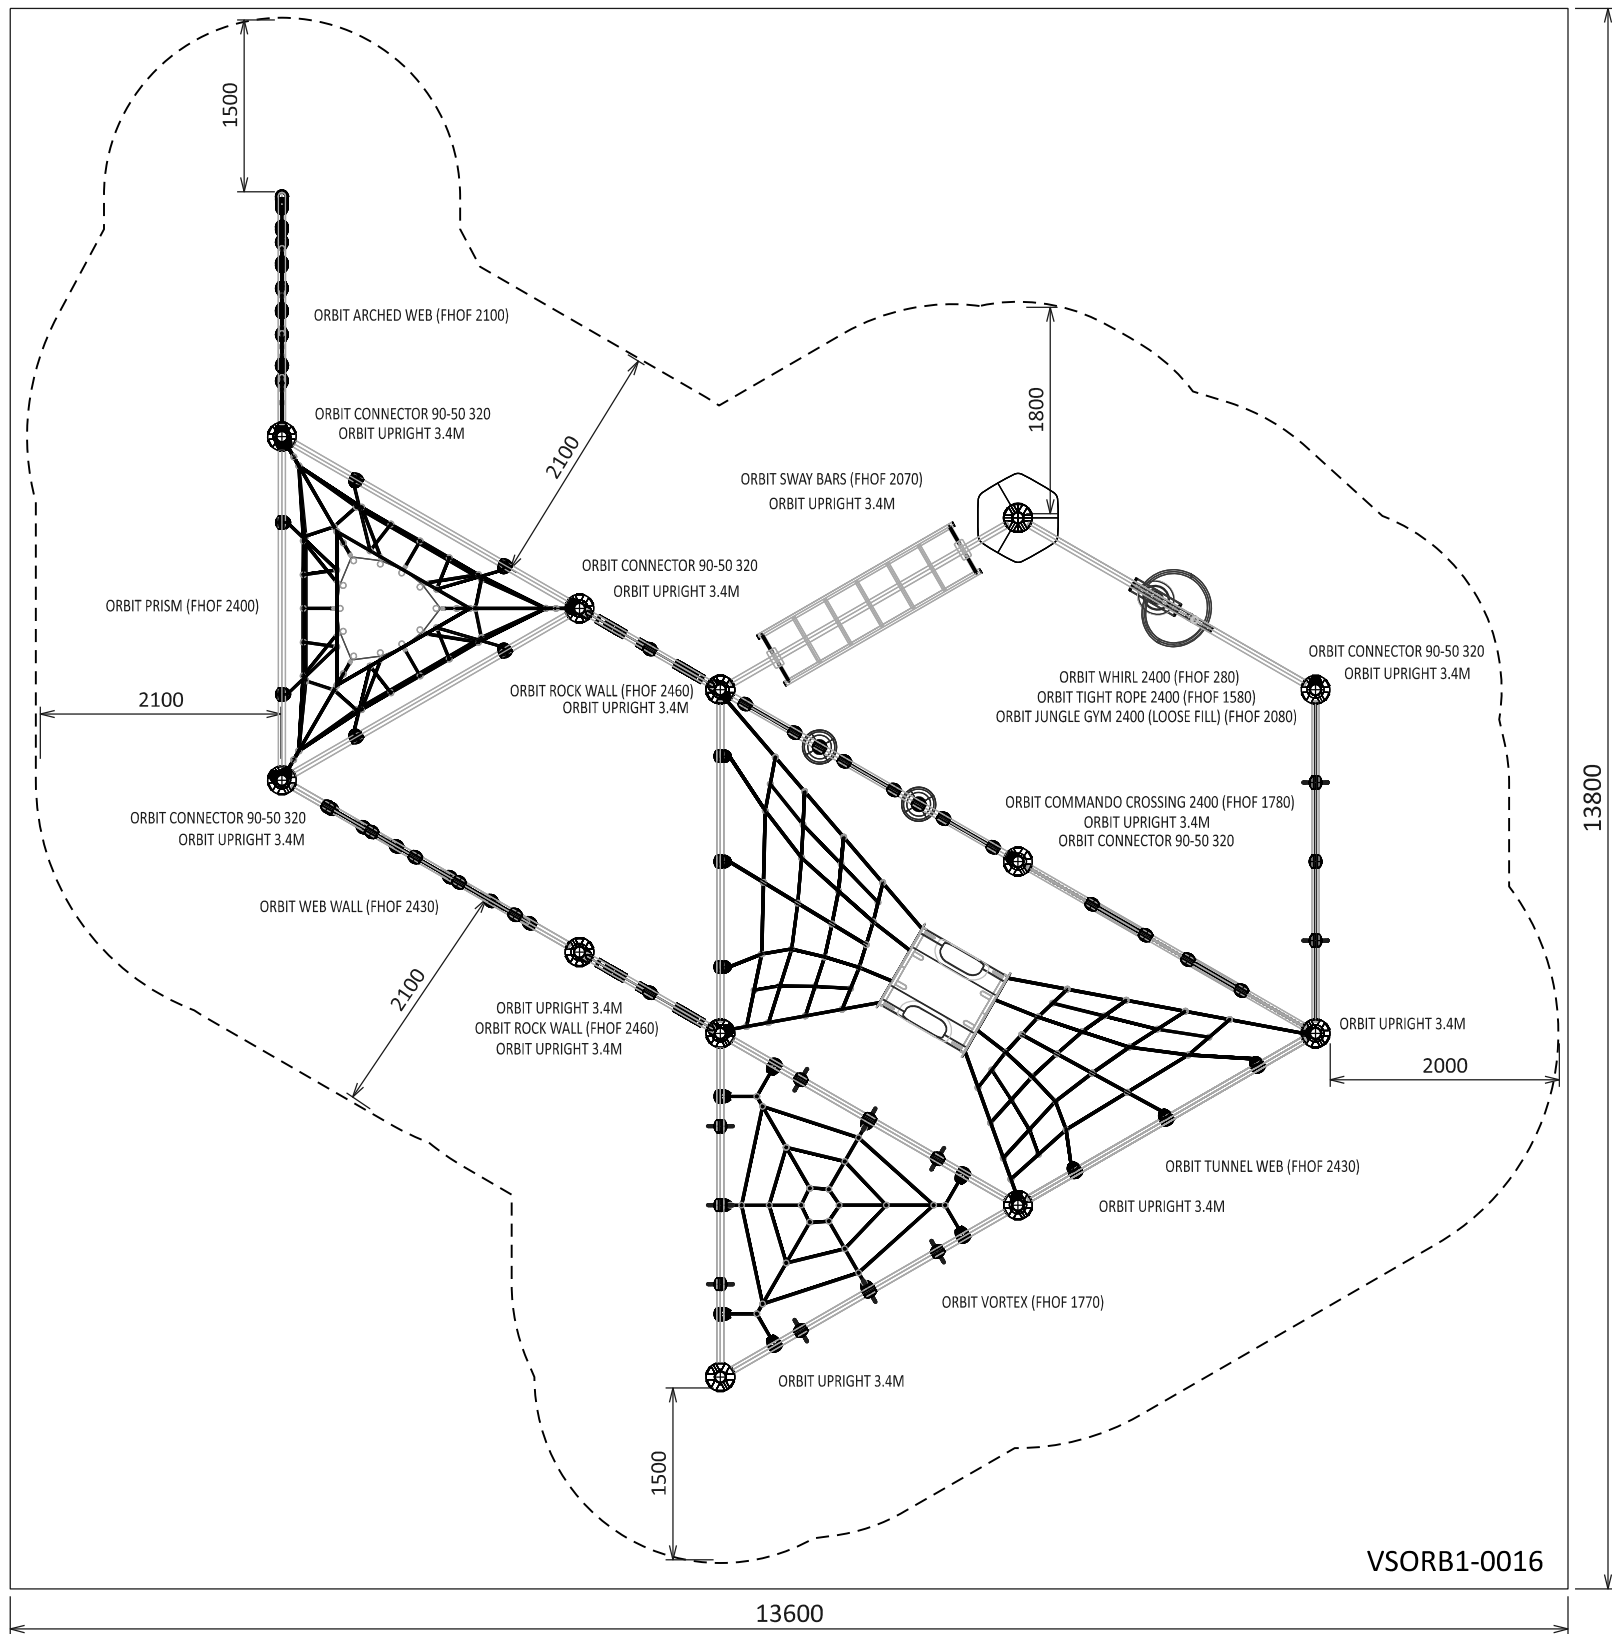 1500
ORBIT ARCHED WEB (FHOF 2100)
1800
ORBIT CONNECTOR 90-50 320
ORBIT UPRIGHT 3.4M
2100
ORBIT SWAY BARS (FHOF 2070)
ORBIT UPRIGHT 3.4M
ORBIT CONNECTOR 90-50 320
ORBIT UPRIGHT 3.4M
ORBIT PRISM (FHOF 2400)
ORBIT CONNECTOR 90-50 320
ORBIT UPRIGHT 3.4M
ORBIT WHIRL 2400 (FHOF 280)
ORBIT TIGHT ROPE 2400 (FHOF 1580)
ORBIT JUNGLE GYM 2400 (LOOSE FILL) (FHOF 2080)
ORBIT ROCK WALL (FHOF 2460)
ORBIT UPRIGHT 3.4M
2100
13800
ORBIT COMMANDO CROSSING 2400 (FHOF 1780)
ORBIT UPRIGHT 3.4M
ORBIT CONNECTOR 90-50 320
ORBIT CONNECTOR 90-50 320
ORBIT UPRIGHT 3.4M
ORBIT WEB WALL (FHOF 2430)
2100
ORBIT UPRIGHT 3.4M
ORBIT ROCK WALL (FHOF 2460)
ORBIT UPRIGHT 3.4M
ORBIT UPRIGHT 3.4M
2000
ORBIT TUNNEL WEB (FHOF 2430)
ORBIT UPRIGHT 3.4M
ORBIT VORTEX (FHOF 1770)
ORBIT UPRIGHT 3.4M
1500
VSORB1-0016
13600